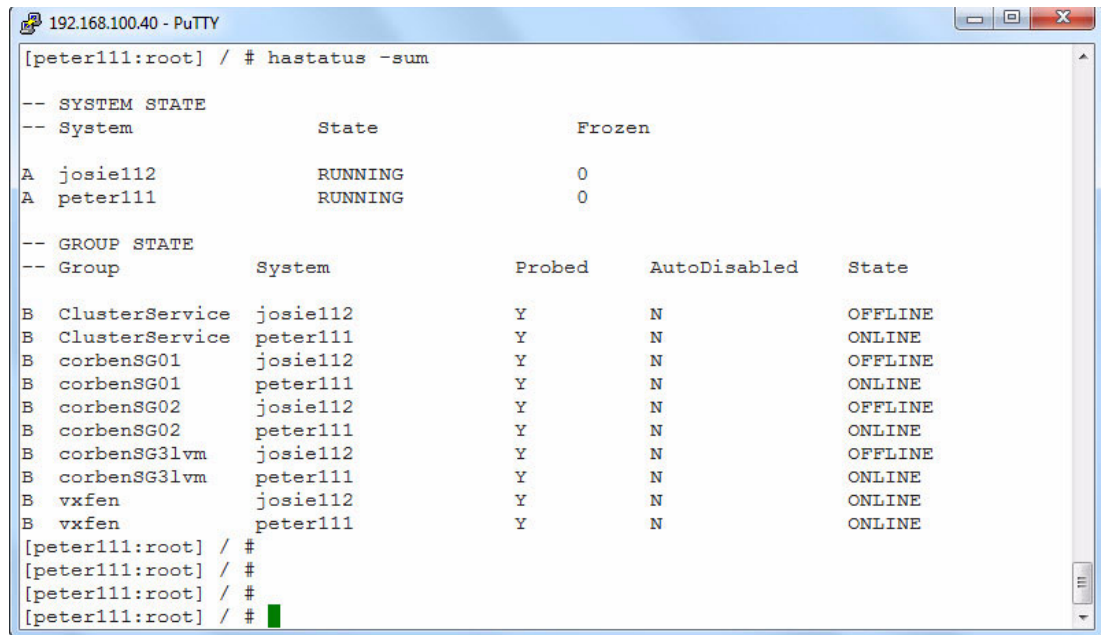 192.168.100.40 - PuTTY
[peter111:root] / # hastatus -sum
-- SYSTEM STATE
-- System State Frozen
A josie112 RUNNING 0
A peter111 RUNNING 0
-- GROUP STATE
-- Group System Probed AutoDisabled State
B ClusterService josie112 Y N OFFLINE
B ClusterService peter111 Y N ONLINE
B corbenSG01 josie112 Y N OFFLINE
B corbenSG01 peter111 Y N ONLINE
B corbenSG02 josie112 Y N OFFLINE
B corbenSG02 peter111 Y N ONLINE
B corbenSG3lvm josie112 Y N OFFLINE
B corbenSG3lvm peter111 Y N ONLINE
B vxfen josie112 Y N ONLINE
B vxfen peter111 Y N ONLINE
[peter111:root] / #
[peter111:root] / #
[peter111:root] / #
[peter111:root] / #